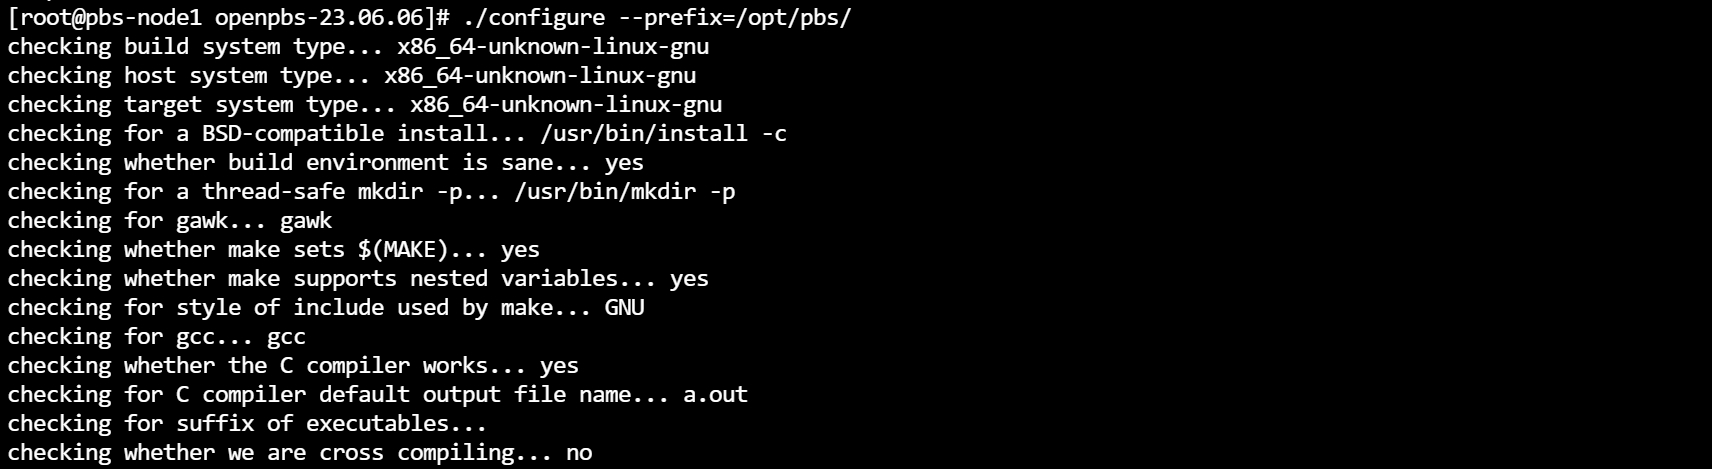 [root@pbs-node1 openpbs-23.06.06]# ./configure --prefix=/opt/pbs/
checking build system type... x86_64-unknown-linux-gnu
checking host system type... x86_64-unknown-linux-gnu
checking target system type... x86_64-unknown-linux-gnu
checking for a BSD-compatible install... /usr/bin/install -c
checking whether build environment is sane... yes
checking for a thread-safe mkdir -p... /usr/bin/mkdir -p
checking for gawk... gawk
checking whether make sets $(MAKE)... yes
checking whether make supports nested variables... yes
checking for style of include used by make... GNU
checking for gcc... gcc
checking whether the C compiler works... yes
checking for C compiler default output file name... a.out
checking for suffix of executables...
checking whether we are cross compiling... no